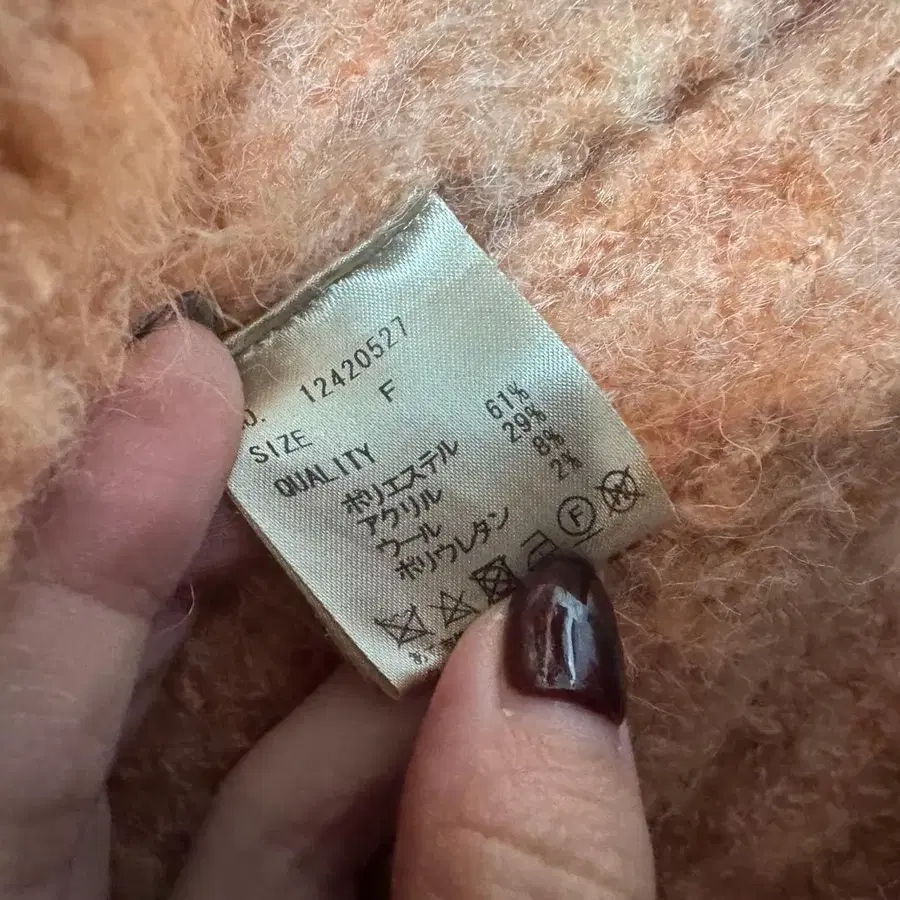 12420527
SIZE F
QUALITY
ポリエステル 61%
アクリル 29%
ウール 8%
ポリウレタン 2%
F W